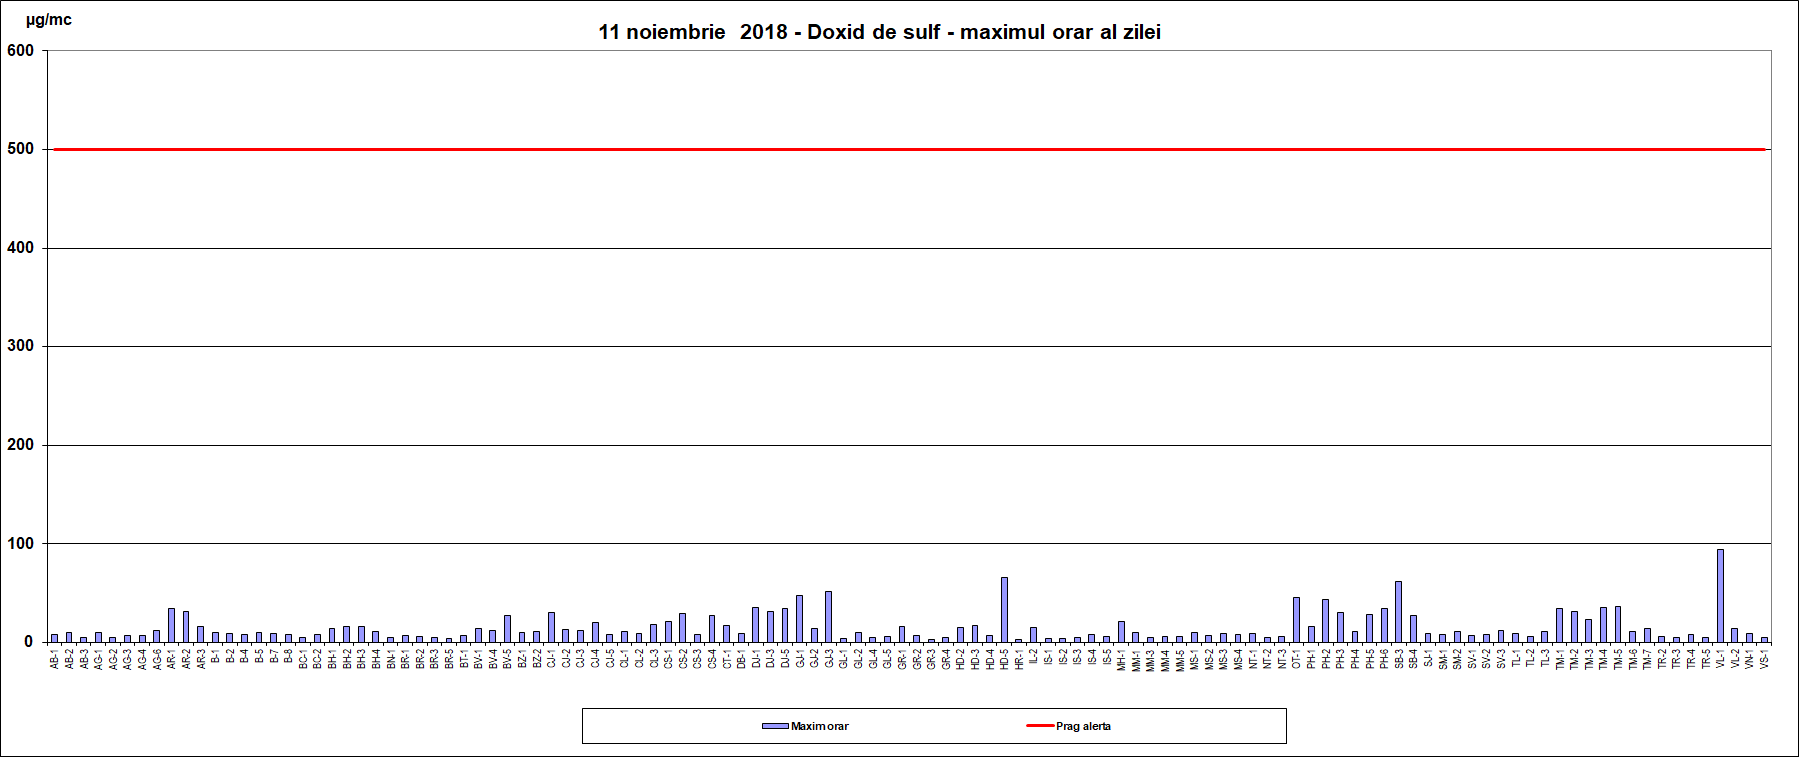 µg/mc
11 noiembrie 2018 - Doxid de sulf - maximul orar al zilei
600
500
400
300
200
100
0
AB-1 AB-2 AB-3 AG-1 AG-2 AG-3 AG-4 AG-6 AR-1 AR-2 AR-3 B-1 B-2 B-4 B-5 B-7 B-8 BC-1 BC-2 BH-1 BH-2 BH-3 BH-4 BN-1 BR-1 BR-2 BR-3 BR-5 BT-1 BV-1 BV-4 BV-5 BZ-1 BZ-2 CJ-1 CJ-2 CJ-3 CJ-4 CJ-5 CL-1 CL-2 CL-3 CS-1 CS-2 CS-3 CS-4 CT-1 DB-1 DJ-1 DJ-3 DJ-5 GJ-1 GJ-2 GJ-3 GL-1 GL-2 GL-4 GL-5 GR-1 GR-2 GR-3 GR-4 HD-2 HD-3 HD-4 HD-5 HR-1 IL-2 IS-1 IS-2 IS-3 IS-4 IS-5 MH-1 MM-1 MM-3 MM-4 MM-5 MS-1 MS-2 MS-3 MS-4 NT-1 NT-2 NT-3 OT-1 PH-1 PH-2 PH-3 PH-4 PH-5 PH-6 SB-3 SB-4 SJ-1 SM-1 SM-2 SV-1 SV-2 SV-3 TL-1 TL-2 TL-3 TM-1 TM-2 TM-3 TM-4 TM-5 TM-6 TM-7 TR-2 TR-3 TR-4 TR-5 VL-1 VL-2 VN-1 VS-1
Maxim orar Prag alerta